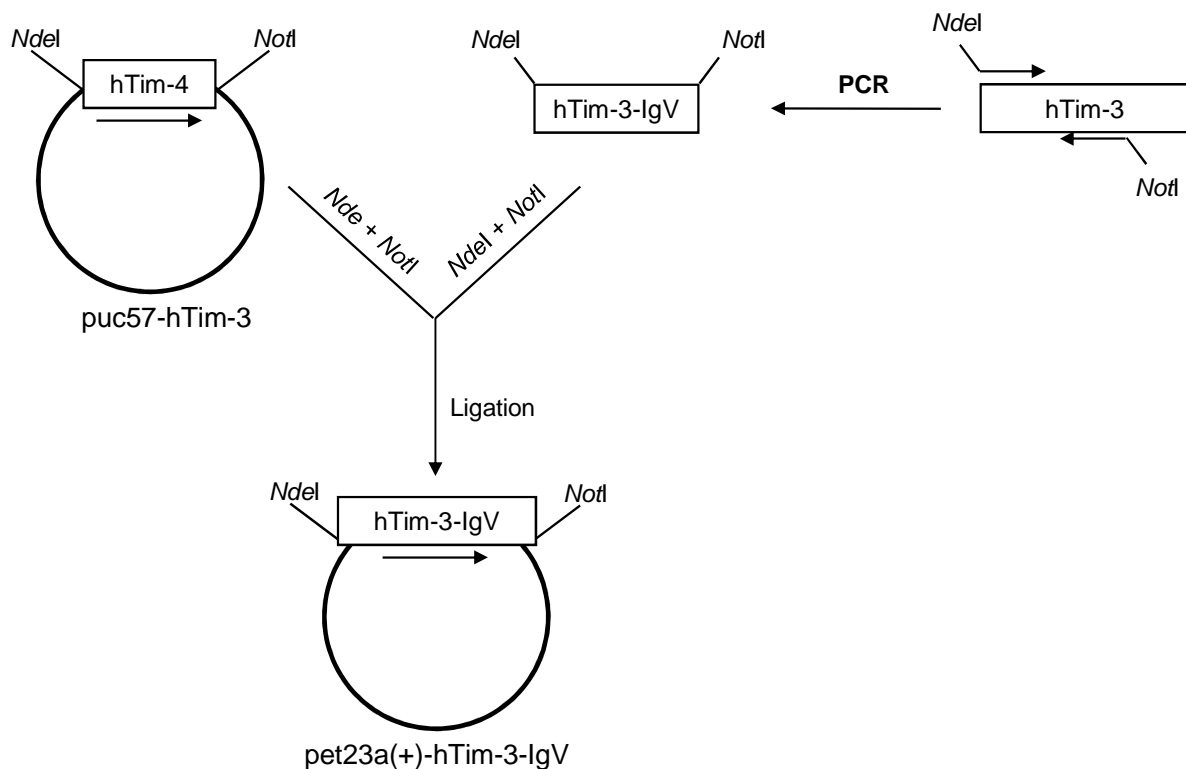 NdeI
NotI
hTim-4
puc57-hTim-3
NdeI
NotI
hTim-3-IgV
PCR
NdeI
hTim-3
NotI
Nde + NotI
NdeI + NotI
Ligation
NdeI
NotI
hTim-3-IgV
pet23a(+)-hTim-3-IgV